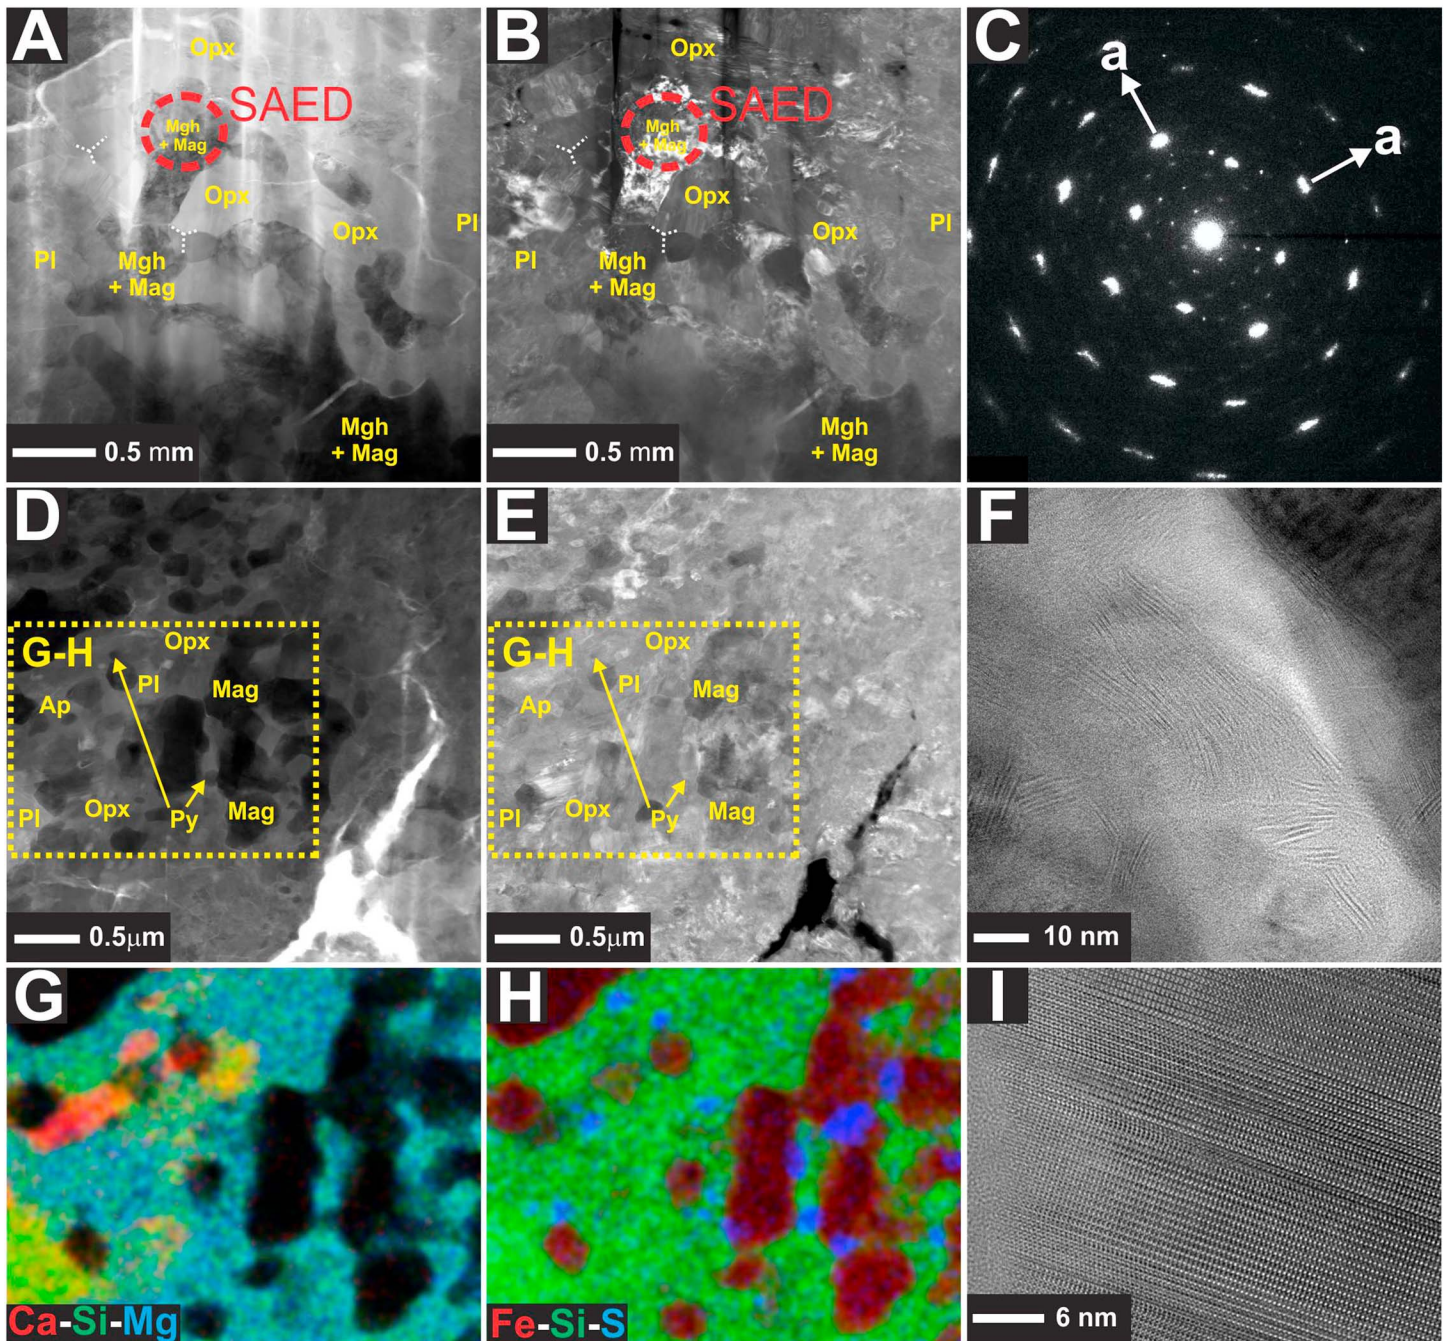 A
Opx
SAED
Mgh
+ Mag
Opx
Opx
Pl
Pl
Mgh
+ Mag
Mgh
+ Mag
0.5 mm
B
Opx
SAED
Mgh
+ Mag
Opx
Opx
Pl
Pl
Mgh
+ Mag
Mgh
+ Mag
0.5 mm
C
a
a
D
G-H
Opx
Pl
Mag
Ap
Opx
Mag
Pl
Py
0.5μm
E
G-H
Opx
Pl
Mag
Ap
Opx
Mag
Pl
Py
0.5μm
F
10 nm
G
Ca-Si-Mg
H
Fe-Si-S
I
6 nm